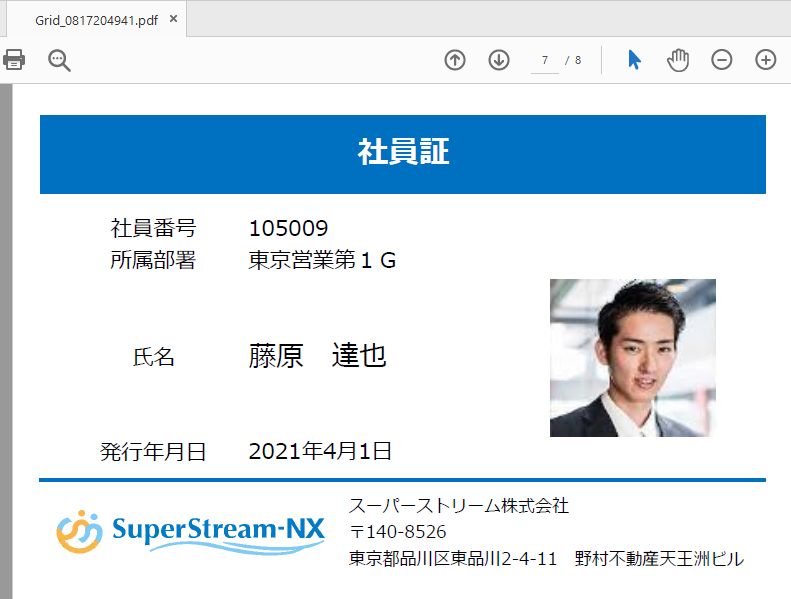 Grid_0817204941.pdf ×
7 / 8
社員証
社員番号 105009
所属部署 東京営業第１Ｇ
氏名 藤原　達也
発行年月日 2021年4月1日
SuperStream-NX
スーパーストリーム株式会社
〒140-8526
東京都品川区東品川2-4-11　野村不動産天王洲ビル